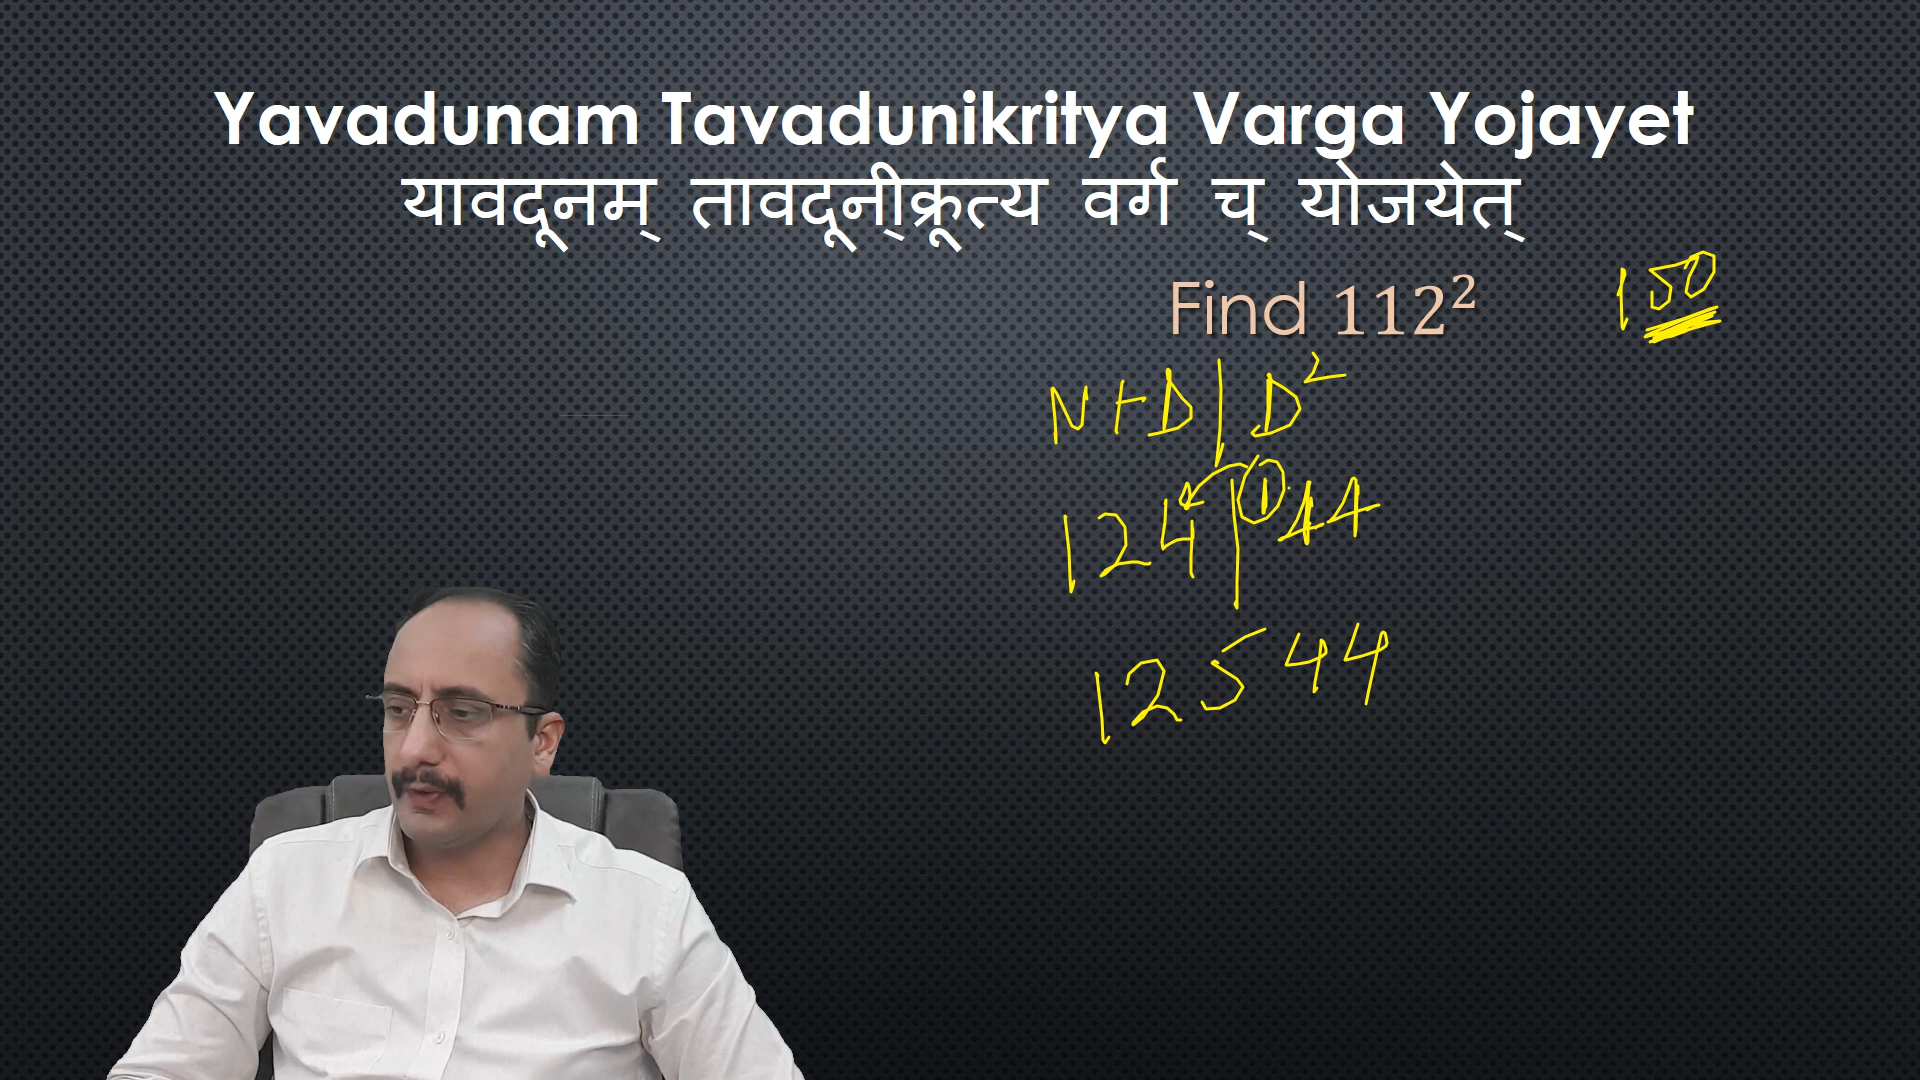 Yavadunam Tavadunikritya Varga Yojayet
यावदूनम् तावदूनी्क्रूत्य वर्ग च् योजयेत्
Find 112²
150
N+D | D²
124 | 144
12544